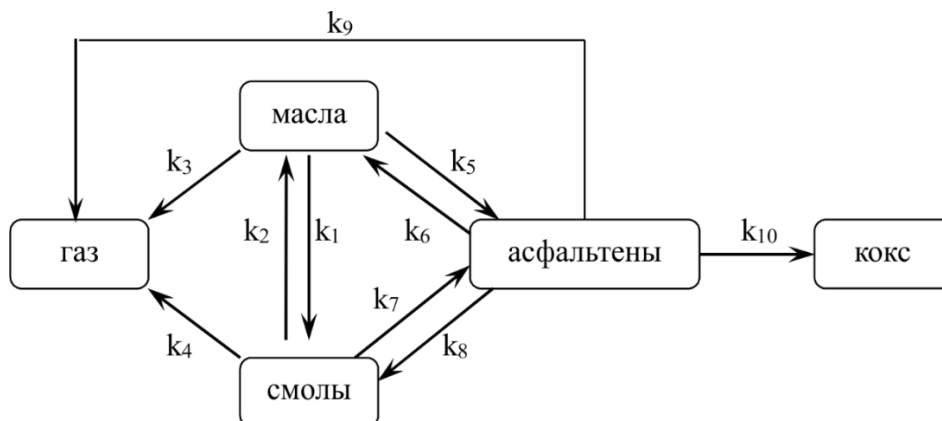 k₉
масла
k₃
k₅
k₂
k₁
k₆
газ
асфальтены
k₁₀
кокс
k₇
k₄
k₈
смолы